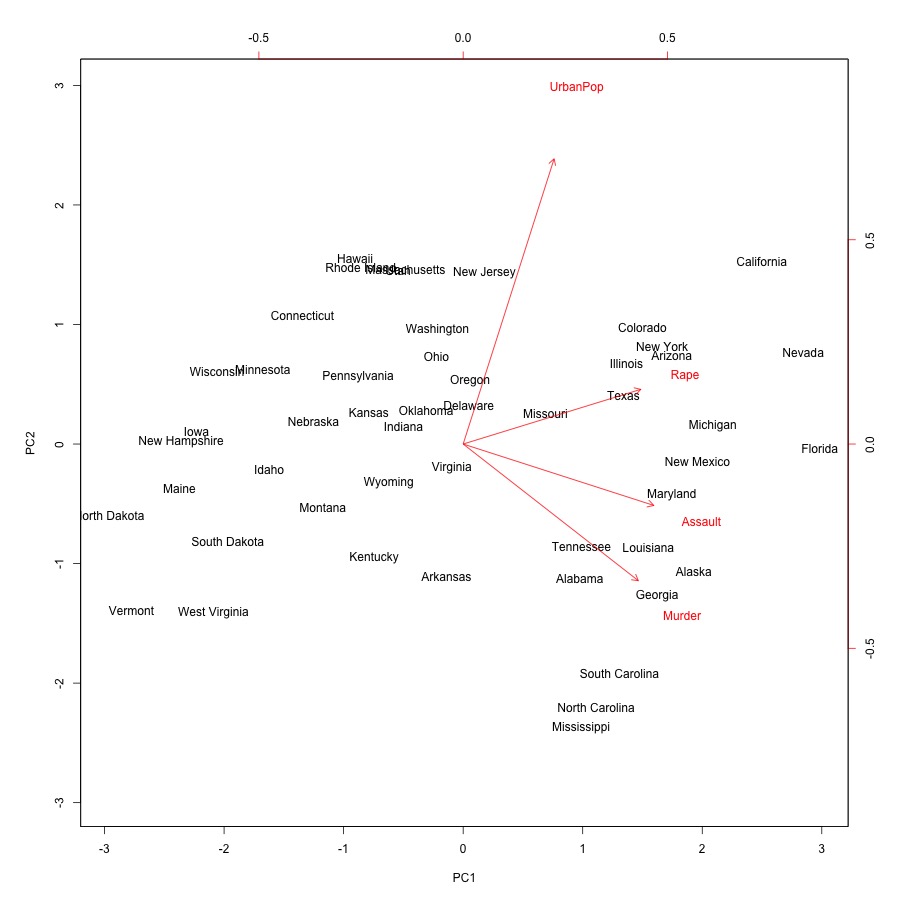 -0.5 0.0 0.5
UrbanPop
3
2
Hawaii
Rhode Island Massachusetts Utah New Jersey
California
0.5
Connecticut
1
Washington
Colorado
New York
Ohio
Arizona
Nevada
Illinois
Wisconsin Minnesota
Pennsylvania
Rape
Oregon
Texas
Delaware
Oklahoma
Kansas
Missouri
Nebraska
Indiana
Michigan
Iowa
New Hampshire
PC2
0
0.0
Florida
Virginia
New Mexico
Idaho
Wyoming
Maine
Maryland
Montana
orth Dakota
Assault
South Dakota
Tennessee
Louisiana
Kentucky
-1
Arkansas
Alabama
Alaska
Georgia
Vermont
West Virginia
Murder
-0.5
South Carolina
-2
North Carolina
Mississippi
-3
-3 -2 -1 0 1 2 3
PC1